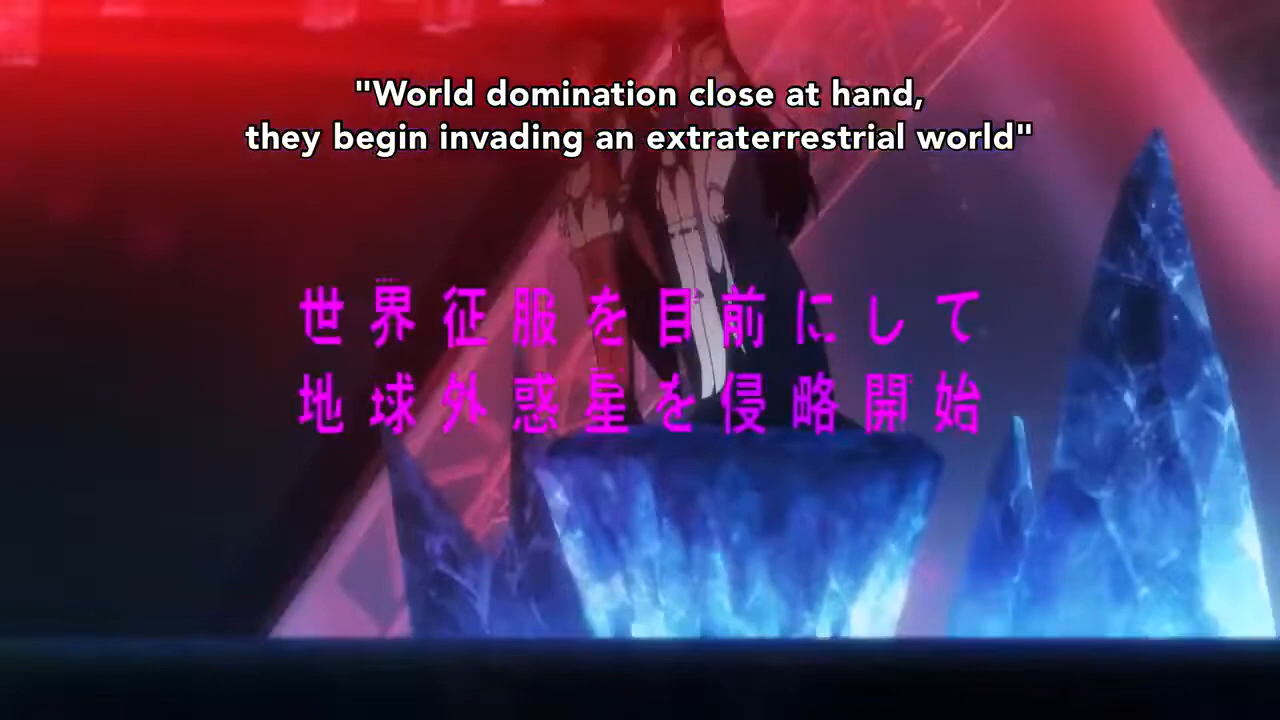 "World domination close at hand,
they begin invading an extraterrestrial world"
世界征服を目前にして
地球外惑星を侵略開始